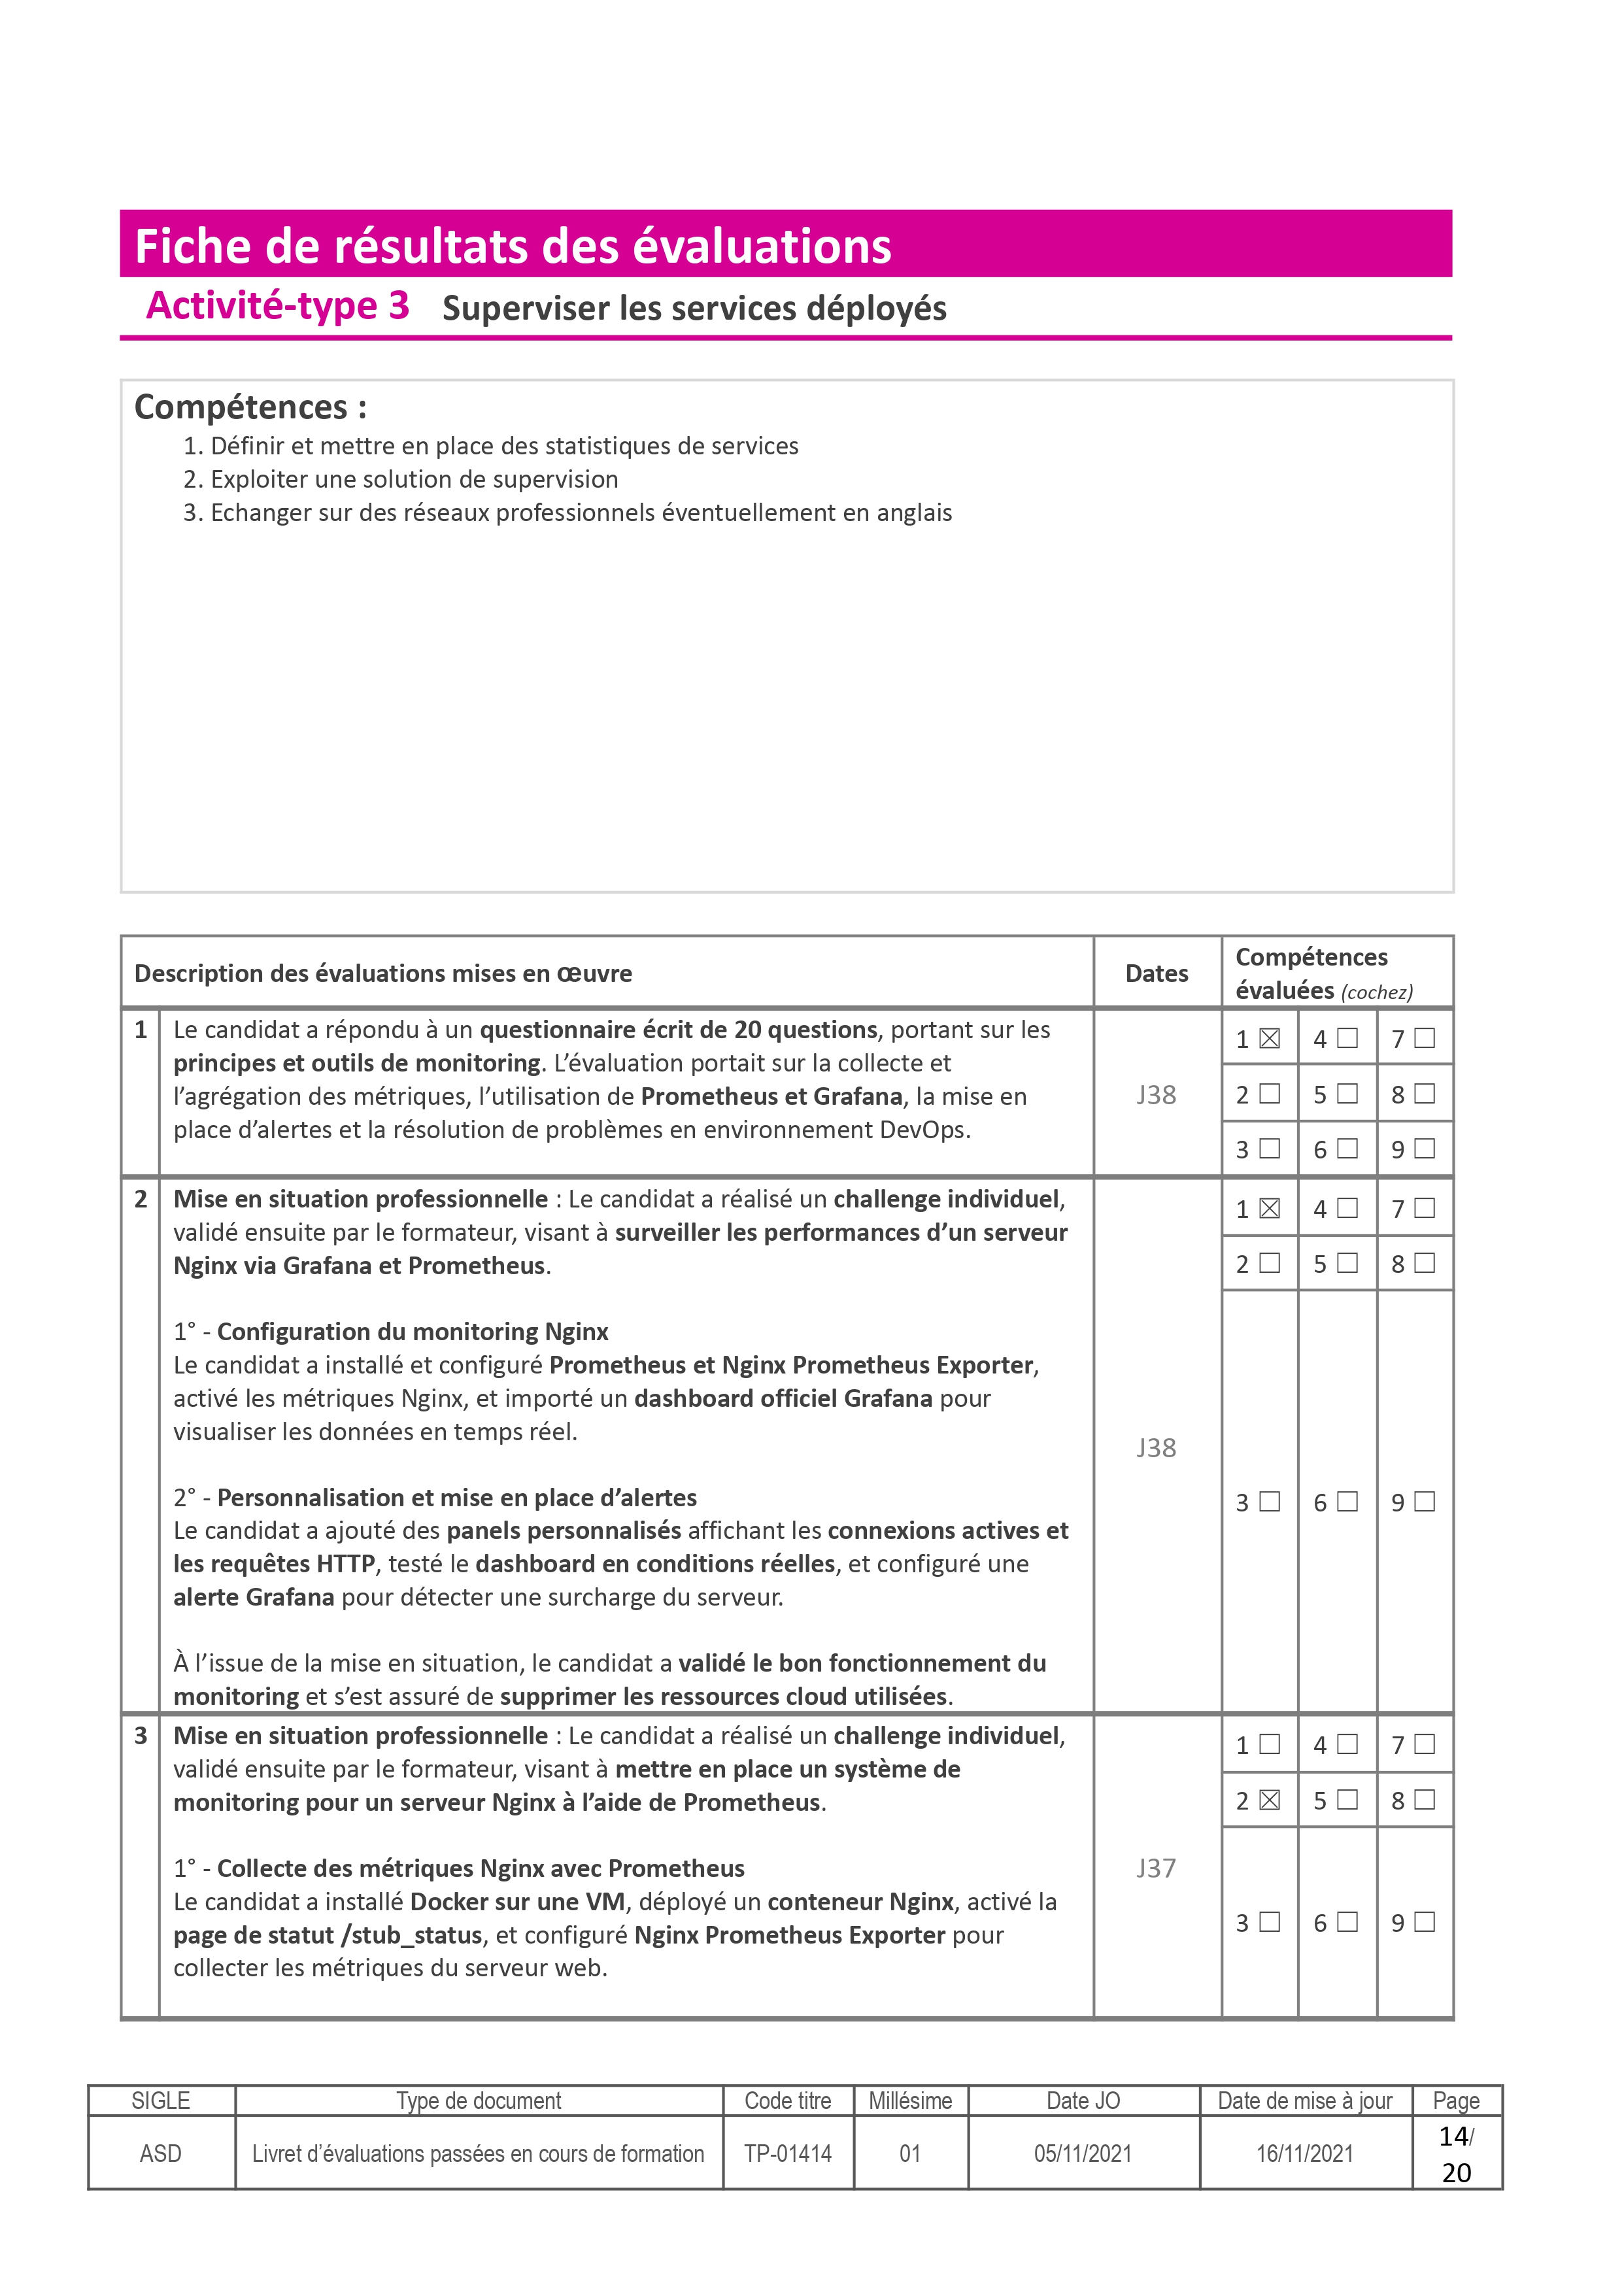 Fiche de résultats des évaluations
Activité-type 3 Superviser les services déployés
Compétences :
1. Définir et mettre en place des statistiques de services
2. Exploiter une solution de supervision
3. Echanger sur des réseaux professionnels éventuellement en anglais
Description des évaluations mises en œuvre
Dates
Compétences
évaluées (cochez)
1
Le candidat a répondu à un questionnaire écrit de 20 questions, portant sur les
principes et outils de monitoring. L’évaluation portait sur la collecte et
l’agrégation des métriques, l’utilisation de Prometheus et Grafana, la mise en
place d’alertes et la résolution de problèmes en environnement DevOps.
J38
1 ☒ 4 ☐ 7 ☐
2 ☐ 5 ☐ 8 ☐
3 ☐ 6 ☐ 9 ☐
2
Mise en situation professionnelle : Le candidat a réalisé un challenge individuel,
validé ensuite par le formateur, visant à surveiller les performances d’un serveur
Nginx via Grafana et Prometheus.
1° - Configuration du monitoring Nginx
Le candidat a installé et configuré Prometheus et Nginx Prometheus Exporter,
activé les métriques Nginx, et importé un dashboard officiel Grafana pour
visualiser les données en temps réel.
2° - Personnalisation et mise en place d’alertes
Le candidat a ajouté des panels personnalisés affichant les connexions actives et
les requêtes HTTP, testé le dashboard en conditions réelles, et configuré une
alerte Grafana pour détecter une surcharge du serveur.
À l’issue de la mise en situation, le candidat a validé le bon fonctionnement du
monitoring et s’est assuré de supprimer les ressources cloud utilisées.
J38
1 ☒ 4 ☐ 7 ☐
2 ☐ 5 ☐ 8 ☐
3 ☐ 6 ☐ 9 ☐
3
Mise en situation professionnelle : Le candidat a réalisé un challenge individuel,
validé ensuite par le formateur, visant à mettre en place un système de
monitoring pour un serveur Nginx à l’aide de Prometheus.
1° - Collecte des métriques Nginx avec Prometheus
Le candidat a installé Docker sur une VM, déployé un conteneur Nginx, activé la
page de statut /stub_status, et configuré Nginx Prometheus Exporter pour
collecter les métriques du serveur web.
J37
1 ☐ 4 ☐ 7 ☐
2 ☒ 5 ☐ 8 ☐
3 ☐ 6 ☐ 9 ☐
SIGLE Type de document Code titre Millésime Date JO Date de mise à jour Page
ASD Livret d’évaluations passées en cours de formation TP-01414 01 05/11/2021 16/11/2021 14/
20